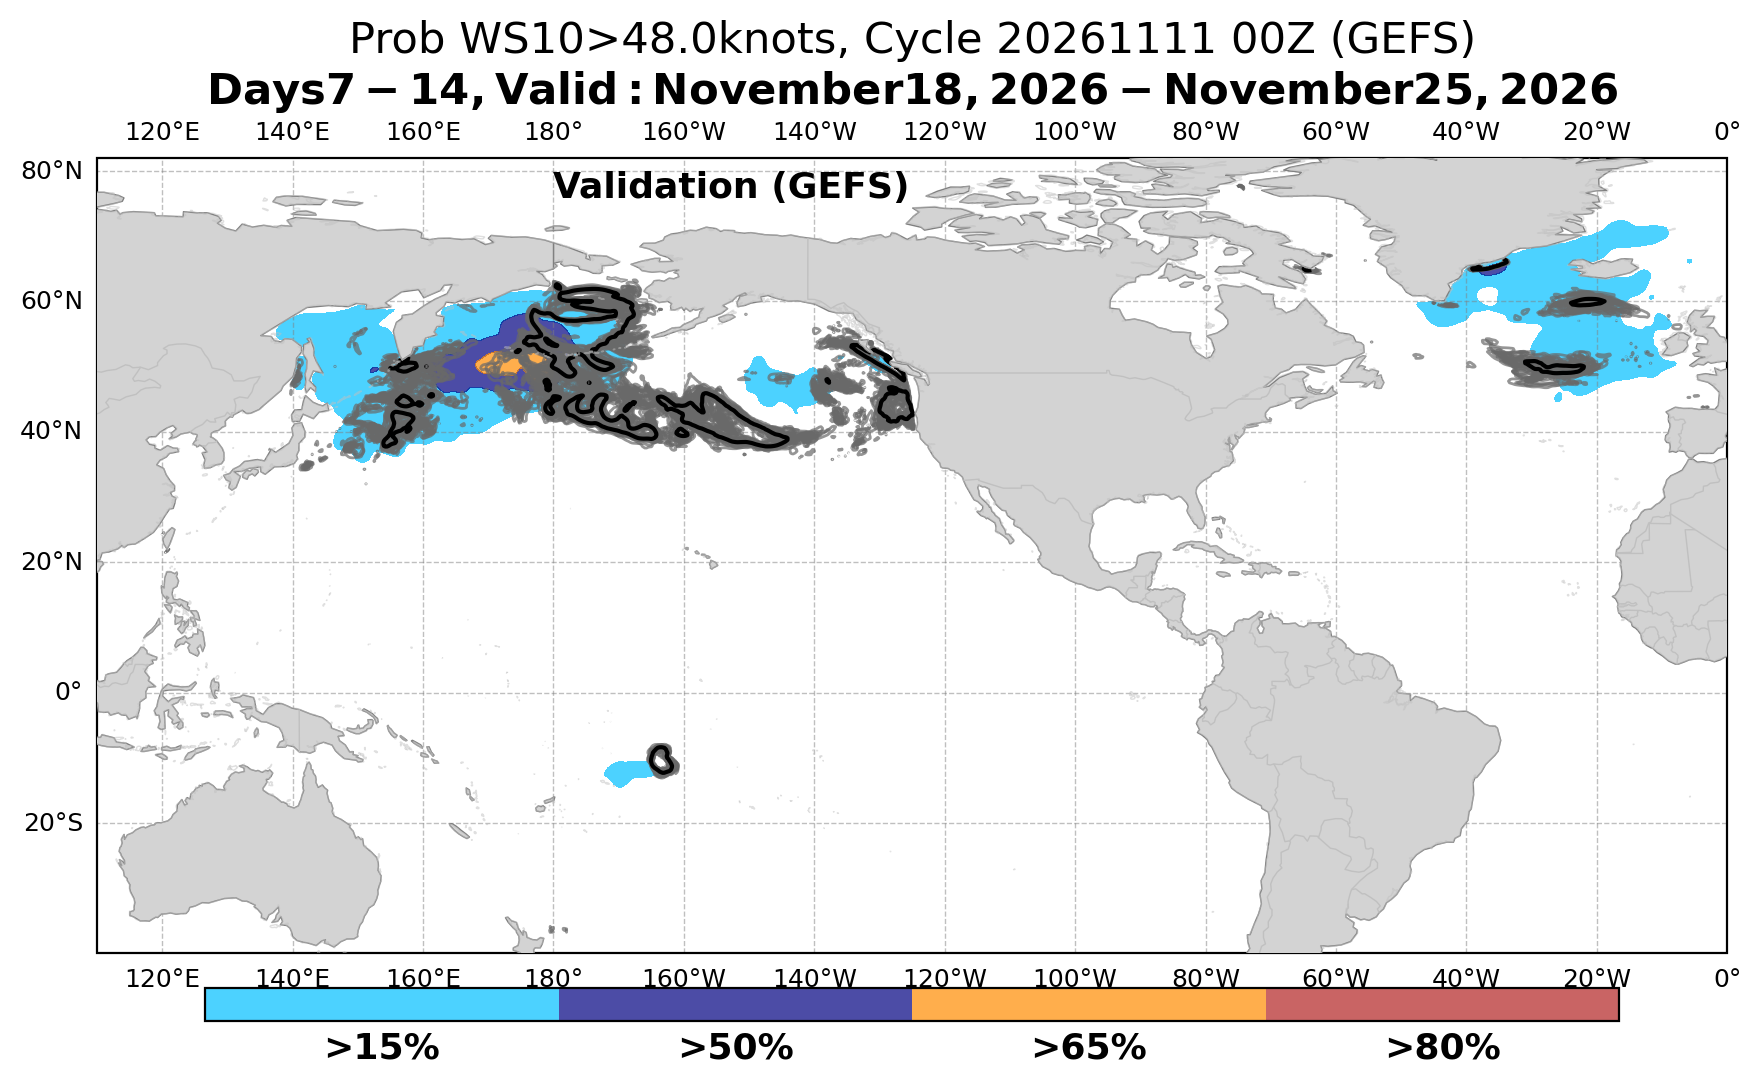 Prob WS10>48.0knots, Cycle 20261111 00Z (GEFS)
Days7 − 14, Valid : November18, 2026 − November25, 2026
120°E 140°E 160°E 180° 160°W 140°W 120°W 100°W 80°W 60°W 40°W 20°W 0°
80°N
Validation (GEFS)
60°N
40°N
20°N
0°
20°S
120°E 140°E 160°E 180° 160°W 140°W 120°W 100°W 80°W 60°W 40°W 20°W 0°
>15% >50% >65% >80%